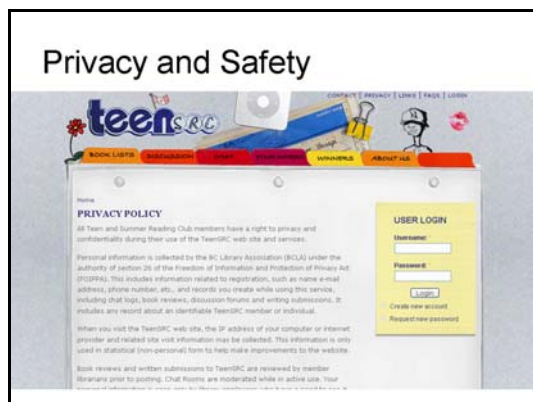 Privacy and Safety
CONTACT | PRIVACY | LINKS | FAQS | LOGIN
teen SRC
BOOK LISTS DISCUSSION WINNERS ABOUT US
Home
PRIVACY POLICY
All Teen and Summer Reading Club members have a right to privacy and
confidentiality during their use of the TeenSRC web site and services.
Personal information is collected by the BC Library Association (BCLA) under the
authority of section 26 of the Freedom of Information and Protection of Privacy Act
(FOIPPA). This includes information related to registration, such as name e-mail
address, phone number, etc., and records you create while using this service,
including chat logs, book reviews, discussion forums and writing submissions. It
includes any record about an identifiable TeenSRC member or individual.
When you visit the TeenSRC web site, the IP address of your computer or internet
provider and related site visit information may be collected. This information is only
used in statistical (non-personal) form to help make improvements to the website.
Book reviews and written submissions to TeenSRC are reviewed by member
librarians prior to posting. Chat Rooms are moderated while in active use. Your
USER LOGIN
Username: *
Password: *
Login
Create new account
Request new password